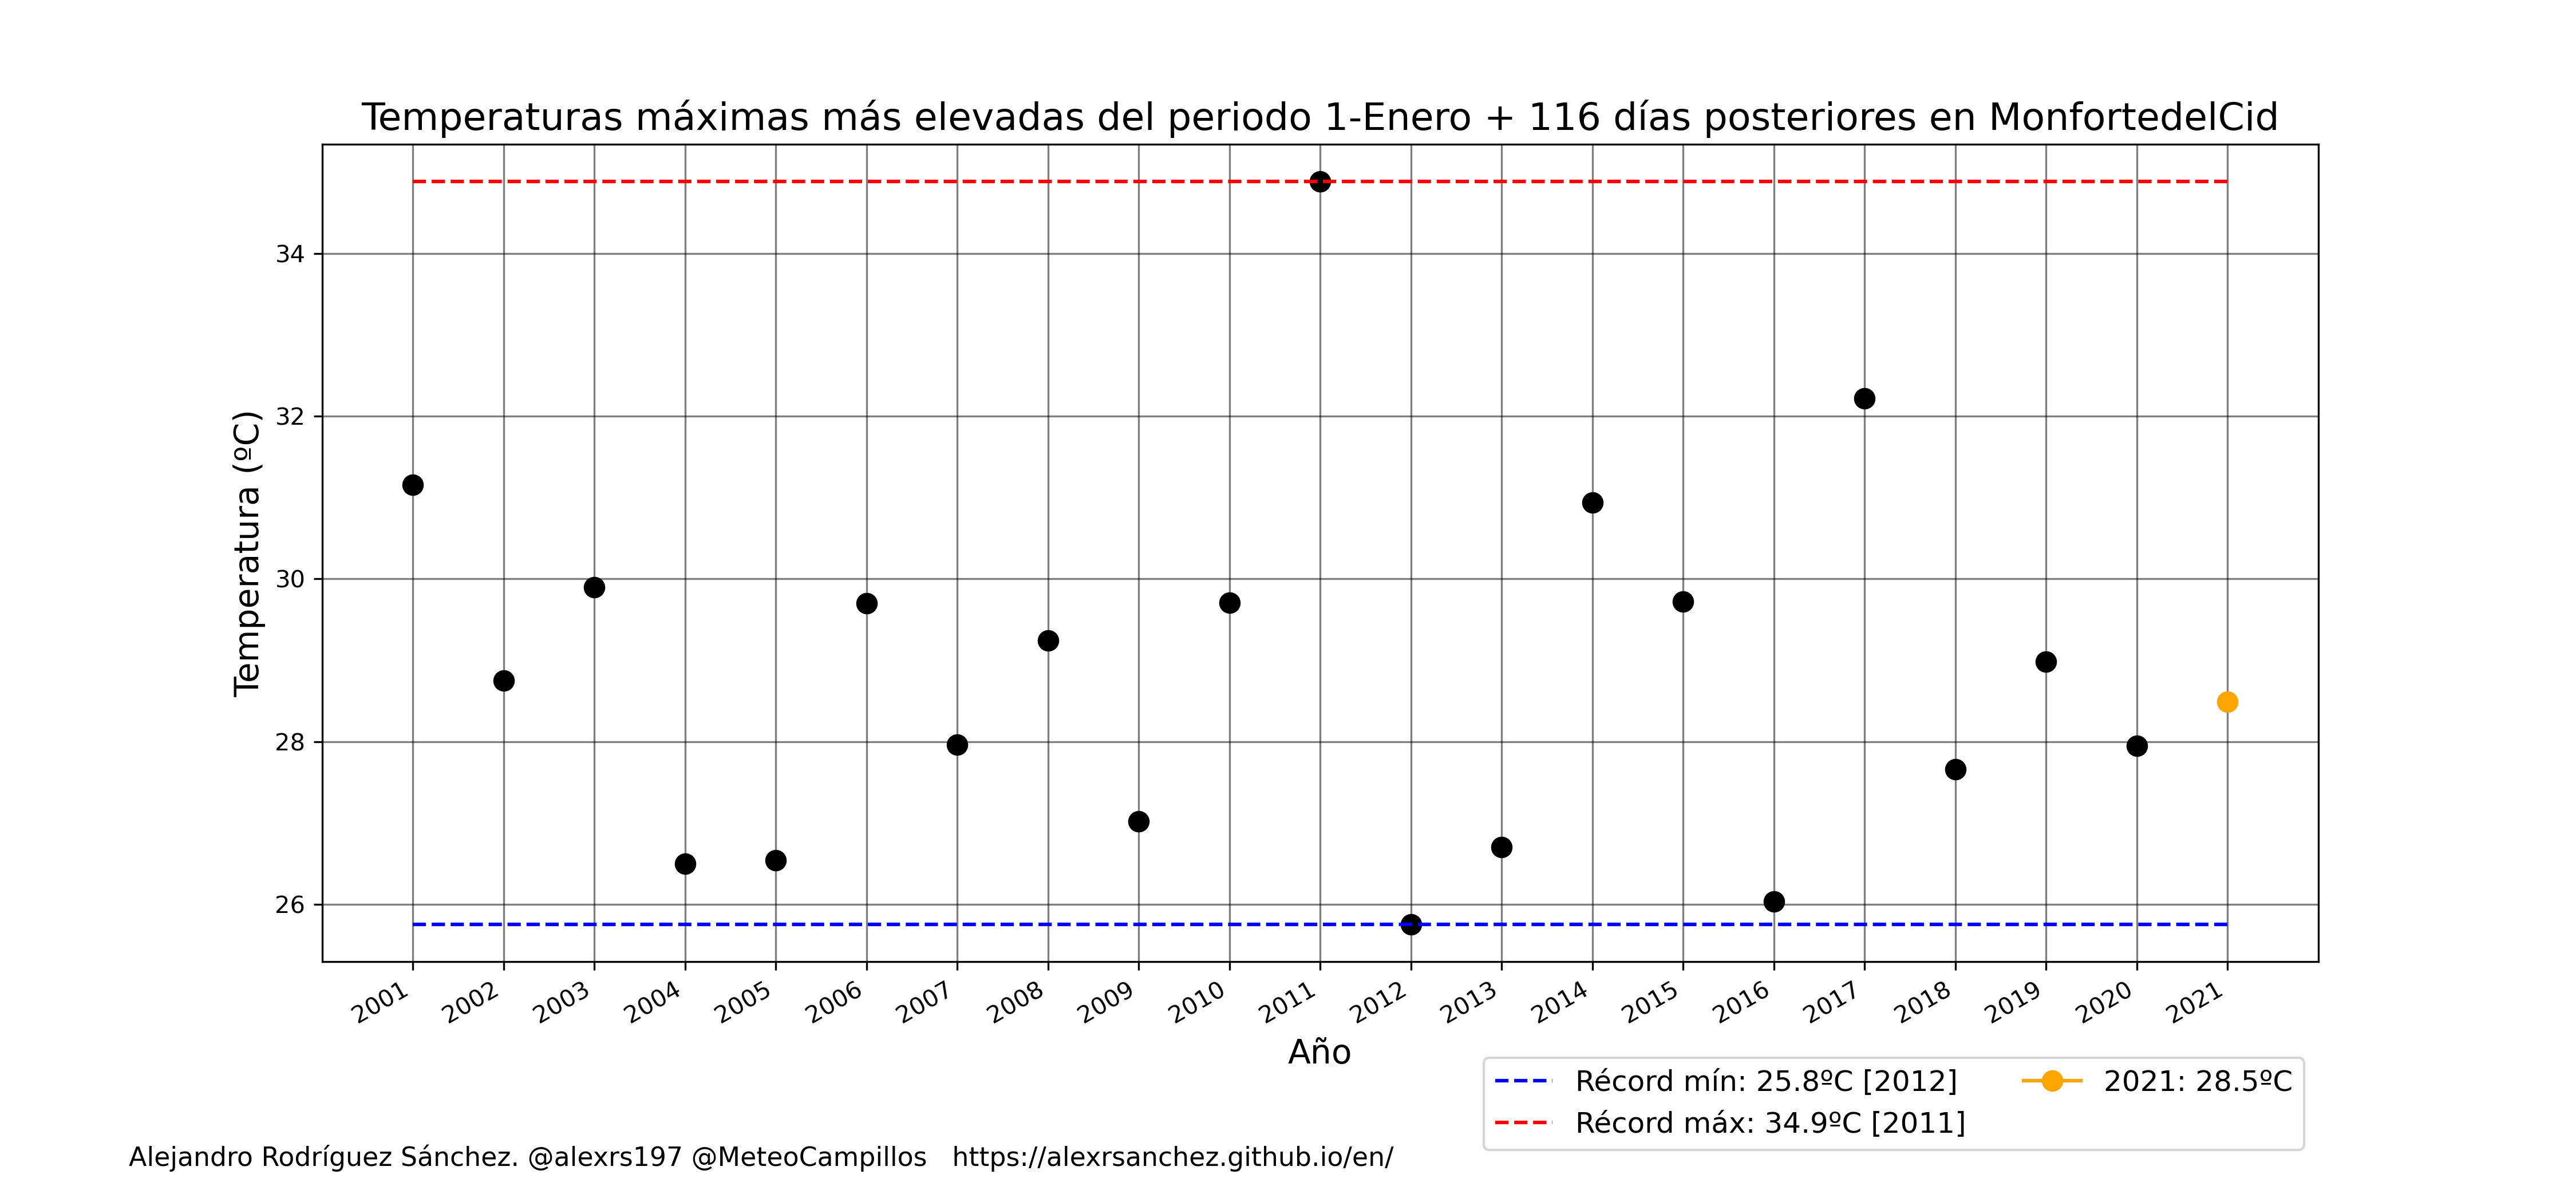 Temperaturas máximas más elevadas del periodo 1-Enero + 116 días posteriores en MonfortedelCid
Temperatura (ºC)
34
32
30
28
26
2001 2002 2003 2004 2005 2006 2007 2008 2009 2010 2011 2012 2013 2014 2015 2016 2017 2018 2019 2020 2021
Año
Récord mín: 25.8ºC [2012]
Récord máx: 34.9ºC [2011]
2021: 28.5ºC
Alejandro Rodríguez Sánchez. @alexrs197 @MeteoCampillos https://alexrsanchez.github.io/en/